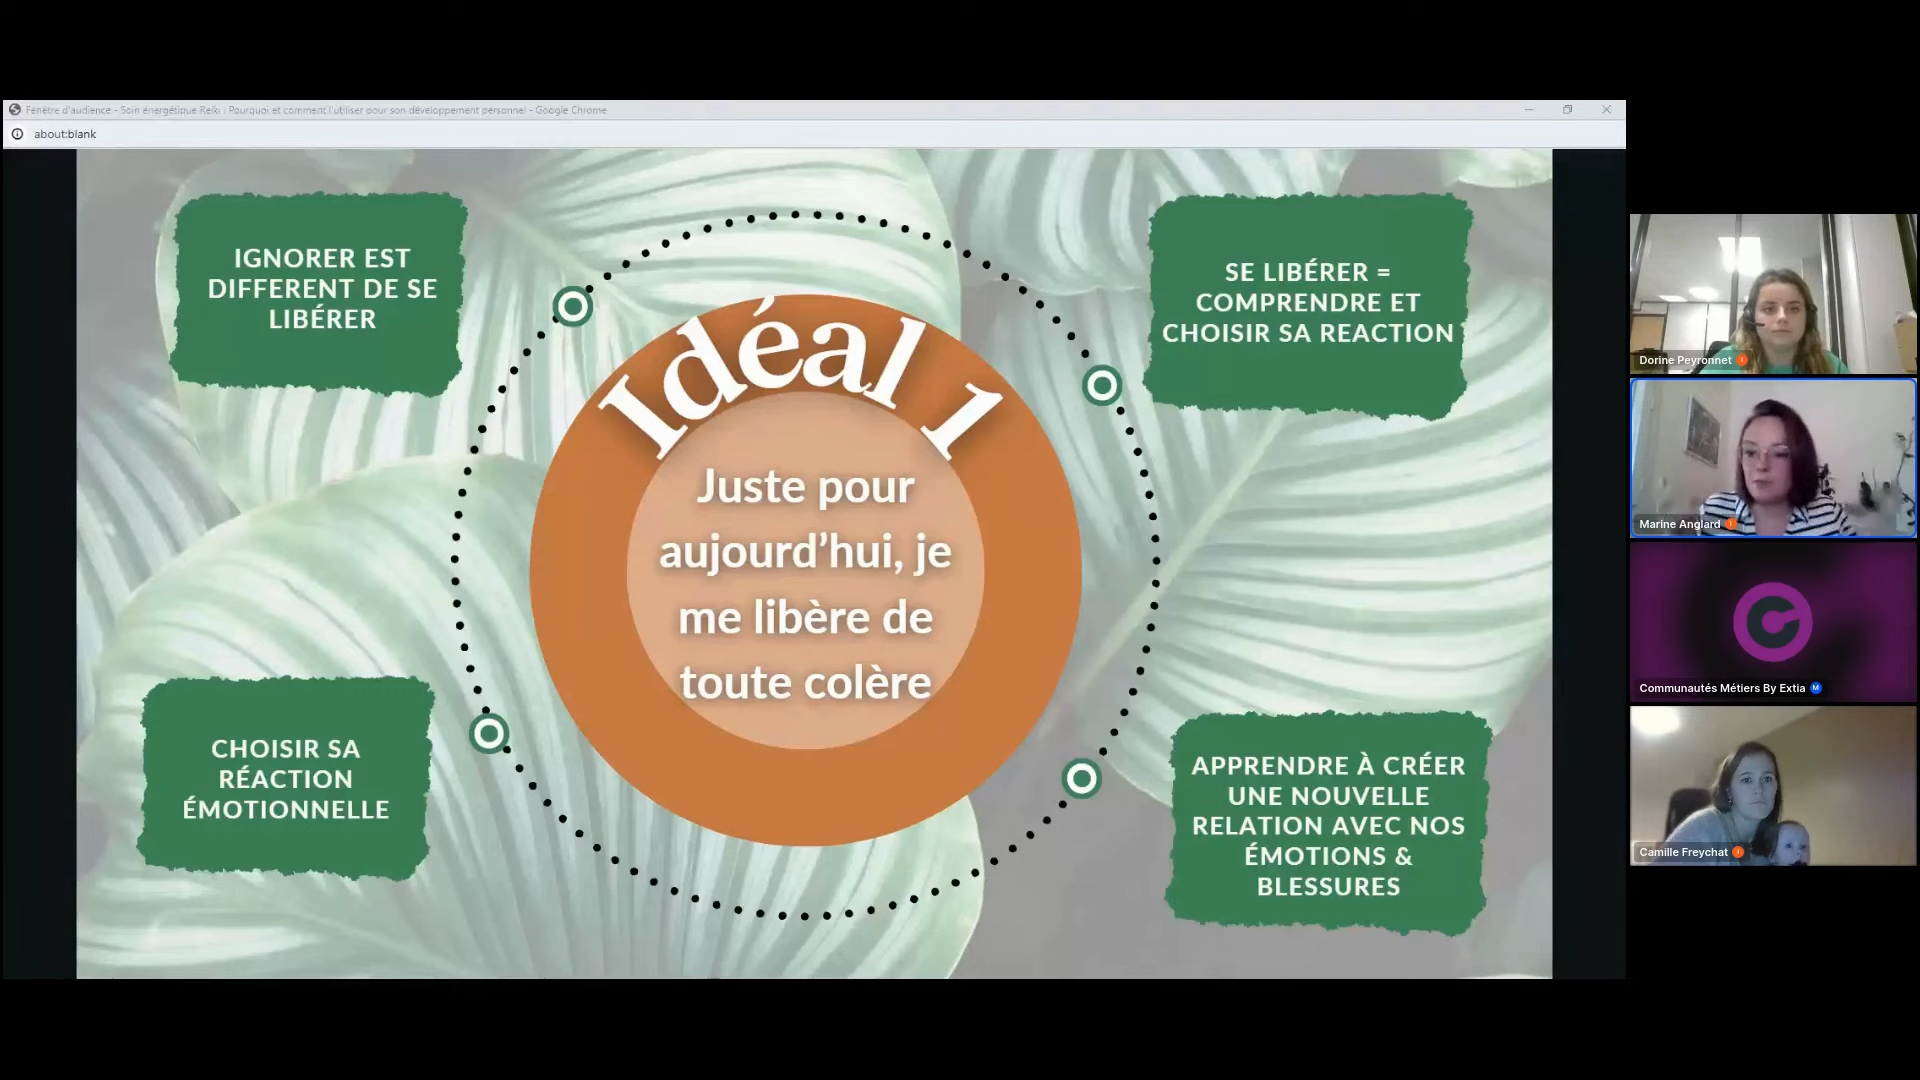 Fenêtre d'audience - Soin énergétique Reiki : Pourquoi et comment l'utiliser pour son développement personnel - Google Chrome
about:blank
IGNORER EST
DIFFERENT DE SE
LIBÉRER
SE LIBÉRER =
COMPRENDRE ET
CHOISIR SA REACTION
Idéal 1
Juste pour
aujourd'hui, je
me libère de
toute colère
CHOISIR SA
RÉACTION
ÉMOTIONNELLE
APPRENDRE À CRÉER
UNE NOUVELLE
RELATION AVEC NOS
ÉMOTIONS &
BLESSURES
Dorine Peyronnet
Marine Anglard
Communautés Métiers By Extia M
Camille Freychat